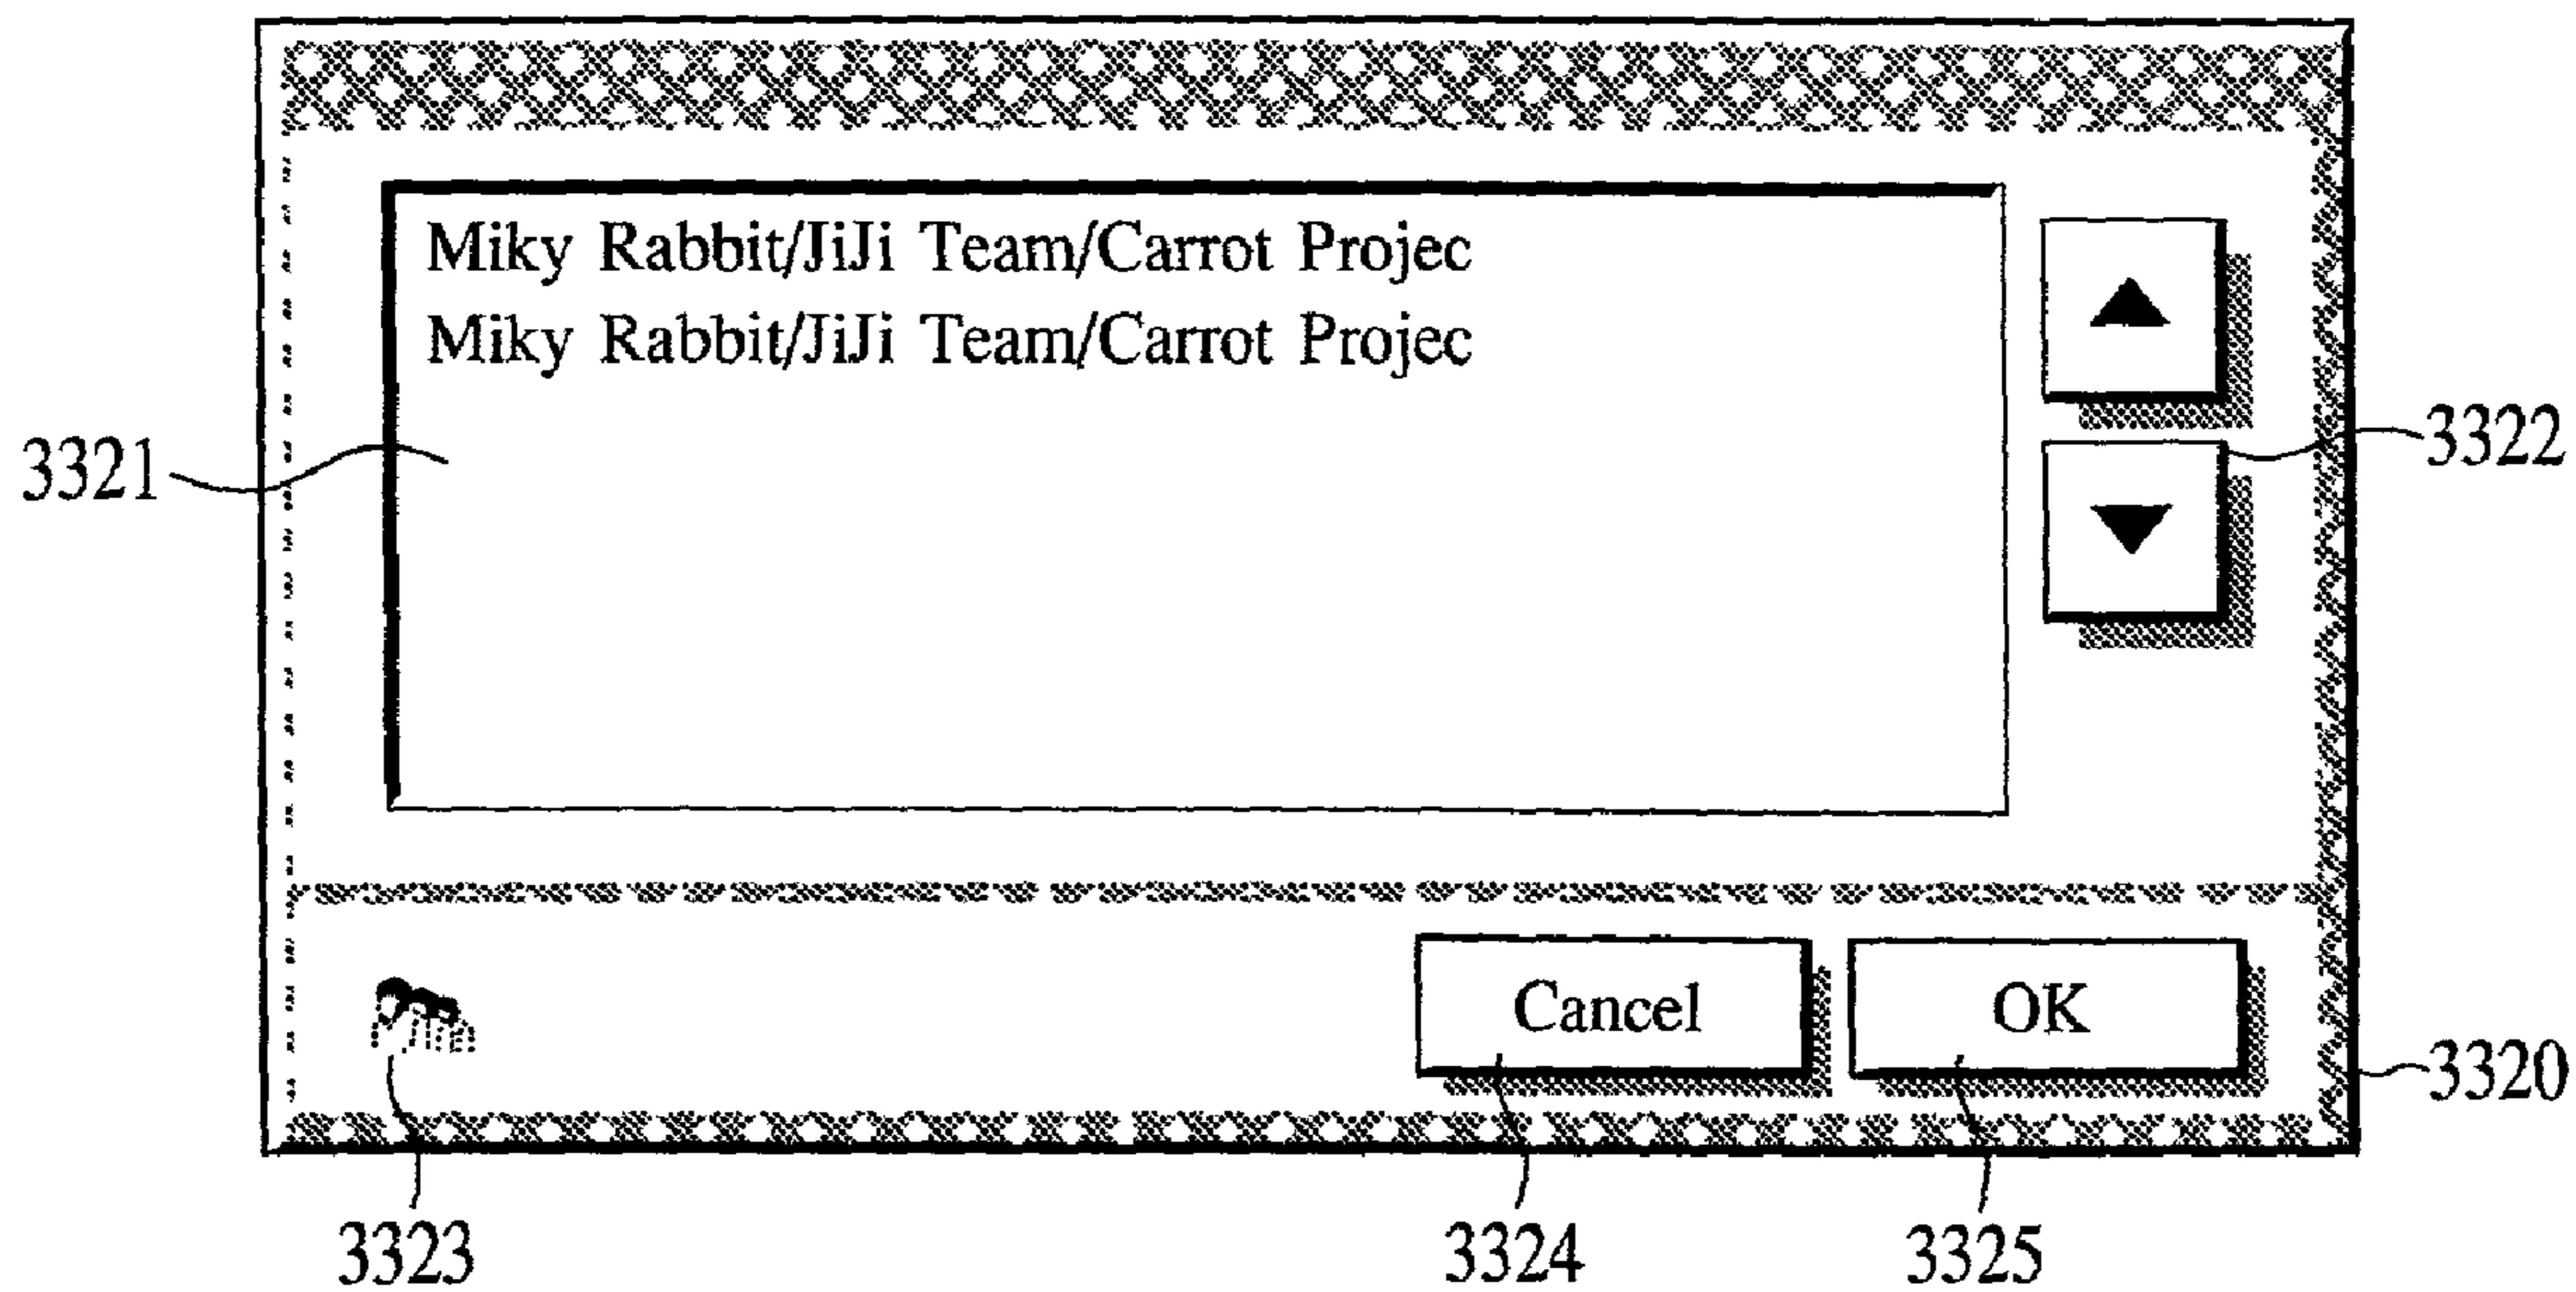 Miky Rabbit/JiJi Team/Carrot Projec
Miky Rabbit/JiJi Team/Carrot Projec
3321
3322
Cancel
OK
3320
3323
3324
3325